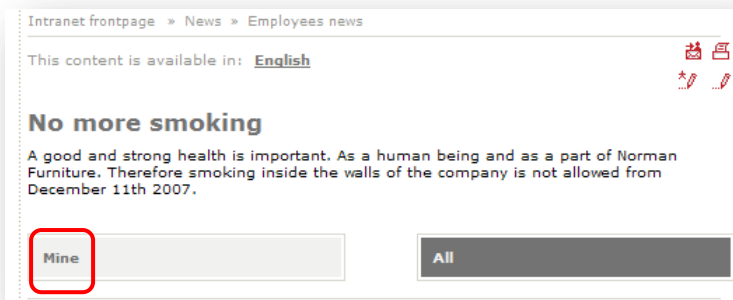 Intranet frontpage » News » Employees news
This content is available in: English
No more smoking
A good and strong health is important. As a human being and as a part of Norman
Furniture. Therefore smoking inside the walls of the company is not allowed from
December 11th 2007.
Mine
All